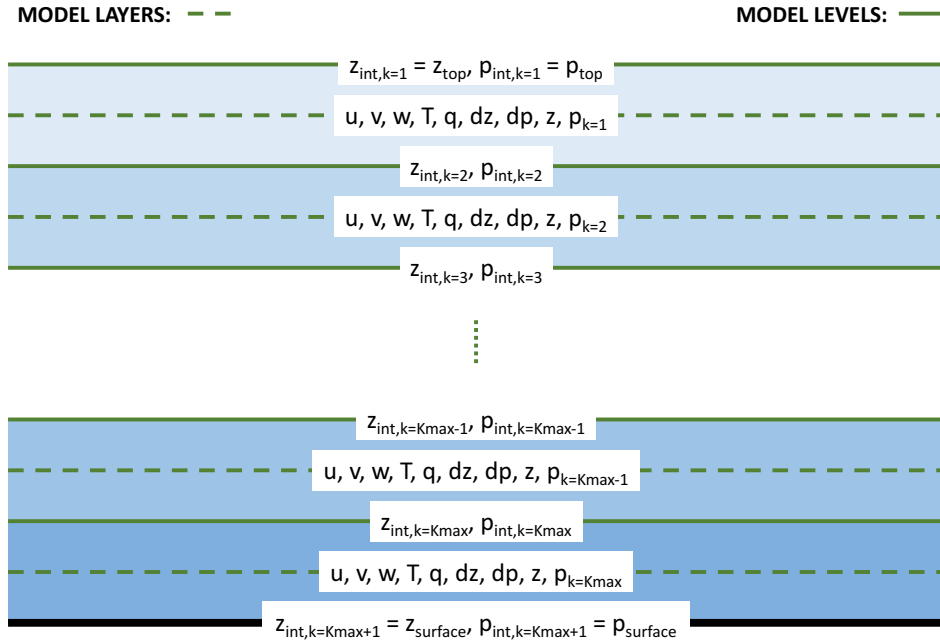 MODEL LAYERS: MODEL LEVELS:
z_int,k=1 = z_top, p_int,k=1 = p_top
u, v, w, T, q, dz, dp, z, p_k=1
z_int,k=2, p_int,k=2
u, v, w, T, q, dz, dp, z, p_k=2
z_int,k=3, p_int,k=3
z_int,k=Kmax-1, p_int,k=Kmax-1
u, v, w, T, q, dz, dp, z, p_k=Kmax-1
z_int,k=Kmax, p_int,k=Kmax
u, v, w, T, q, dz, dp, z, p_k=Kmax
z_int,k=Kmax+1 = z_surface, p_int,k=Kmax+1 = p_surface